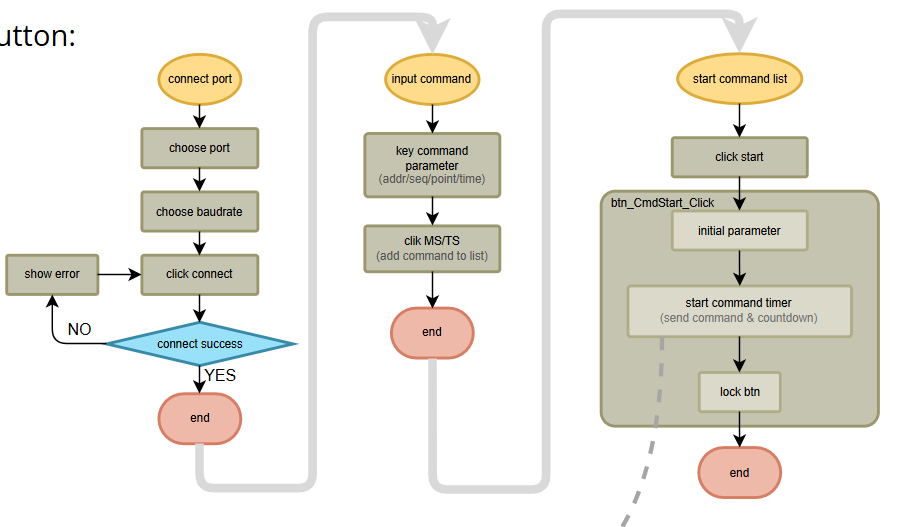 utton:
connect port
choose port
choose baudrate
show error
click connect
NO
connect success
YES
end
input command
key command
parameter
(addr/seq/point/time)
clik MS/TS
(add command to list)
end
start command list
click start
btn_CmdStart_Click
initial parameter
start command timer
(send command & countdown)
lock btn
end